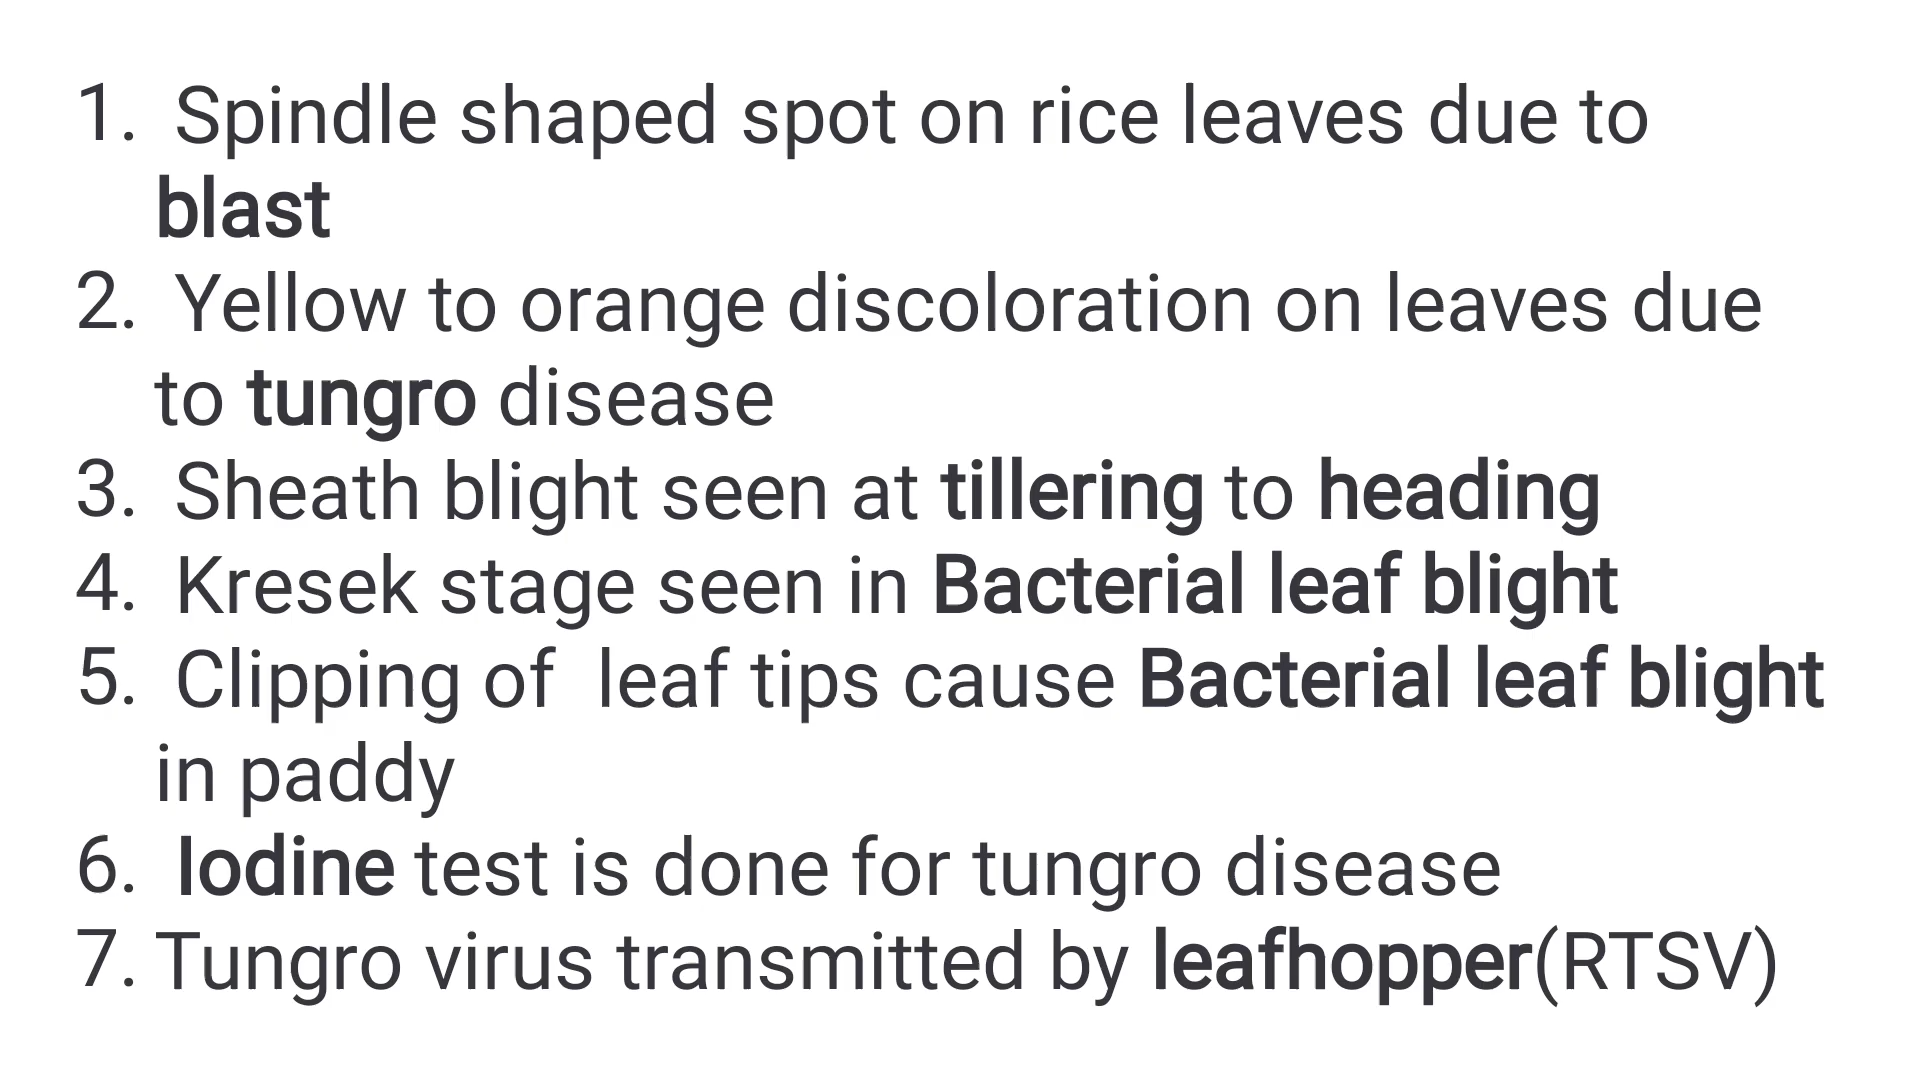 1. Spindle shaped spot on rice leaves due to
blast
2. Yellow to orange discoloration on leaves due
to tungro disease
3. Sheath blight seen at tillering to heading
4. Kresek stage seen in Bacterial leaf blight
5. Clipping of  leaf tips cause Bacterial leaf blight
in paddy
6. Iodine test is done for tungro disease
7. Tungro virus transmitted by leafhopper(RTSV)